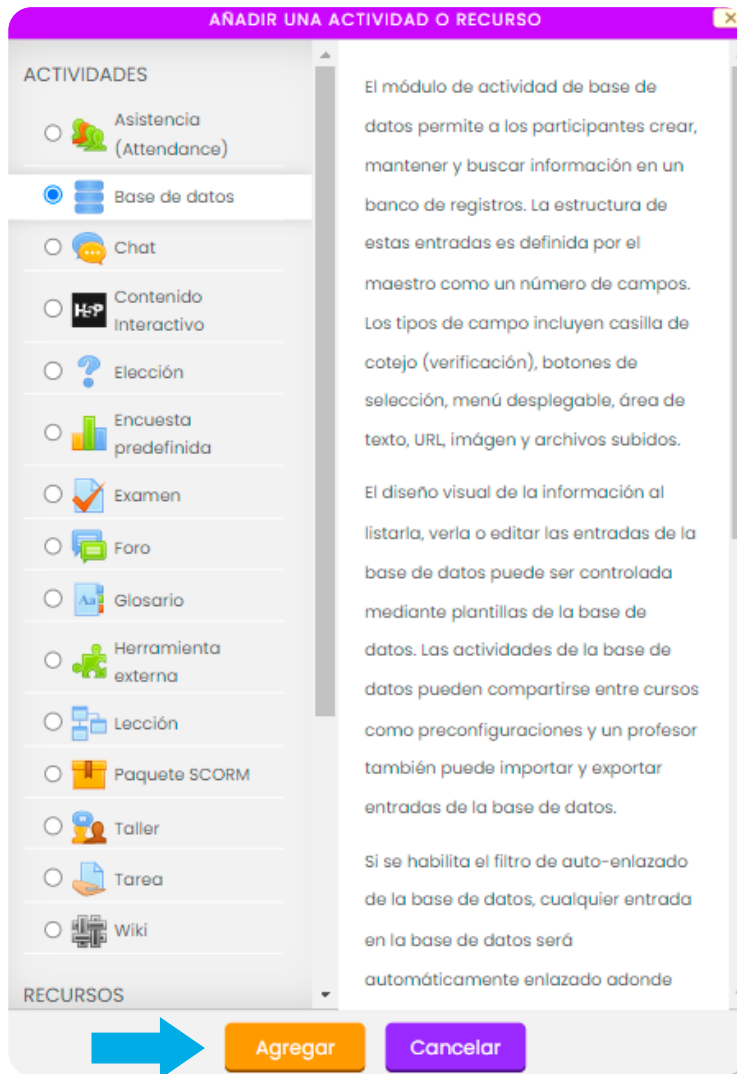 AÑADIR UNA ACTIVIDAD O RECURSO
ACTIVIDADES
Asistencia
(Attendance)
Base de datos
Chat
H-P
Contenido
Interactivo
Elección
Encuesta
predefinida
Examen
Foro
Aa
Glosario
Herramienta
externa
Lección
Paquete SCORM
Taller
Tarea
Wiki
RECURSOS
El módulo de actividad de base de
datos permite a los participantes crear,
mantener y buscar información en un
banco de registros. La estructura de
estas entradas es definida por el
maestro como un número de campos.
Los tipos de campo incluyen casilla de
cotejo (verificación), botones de
selección, menú desplegable, área de
texto, URL, imágen y archivos subidos.
El diseño visual de la información al
listarla, verla o editar las entradas de la
base de datos puede ser controlada
mediante plantillas de la base de
datos. Las actividades de la base de
datos pueden compartirse entre cursos
como preconfiguraciones y un profesor
también puede importar y exportar
entradas de la base de datos.
Si se habilita el filtro de auto-enlazado
de la base de datos, cualquier entrada
en la base de datos será
automáticamente enlazado adonde
Agregar
Cancelar